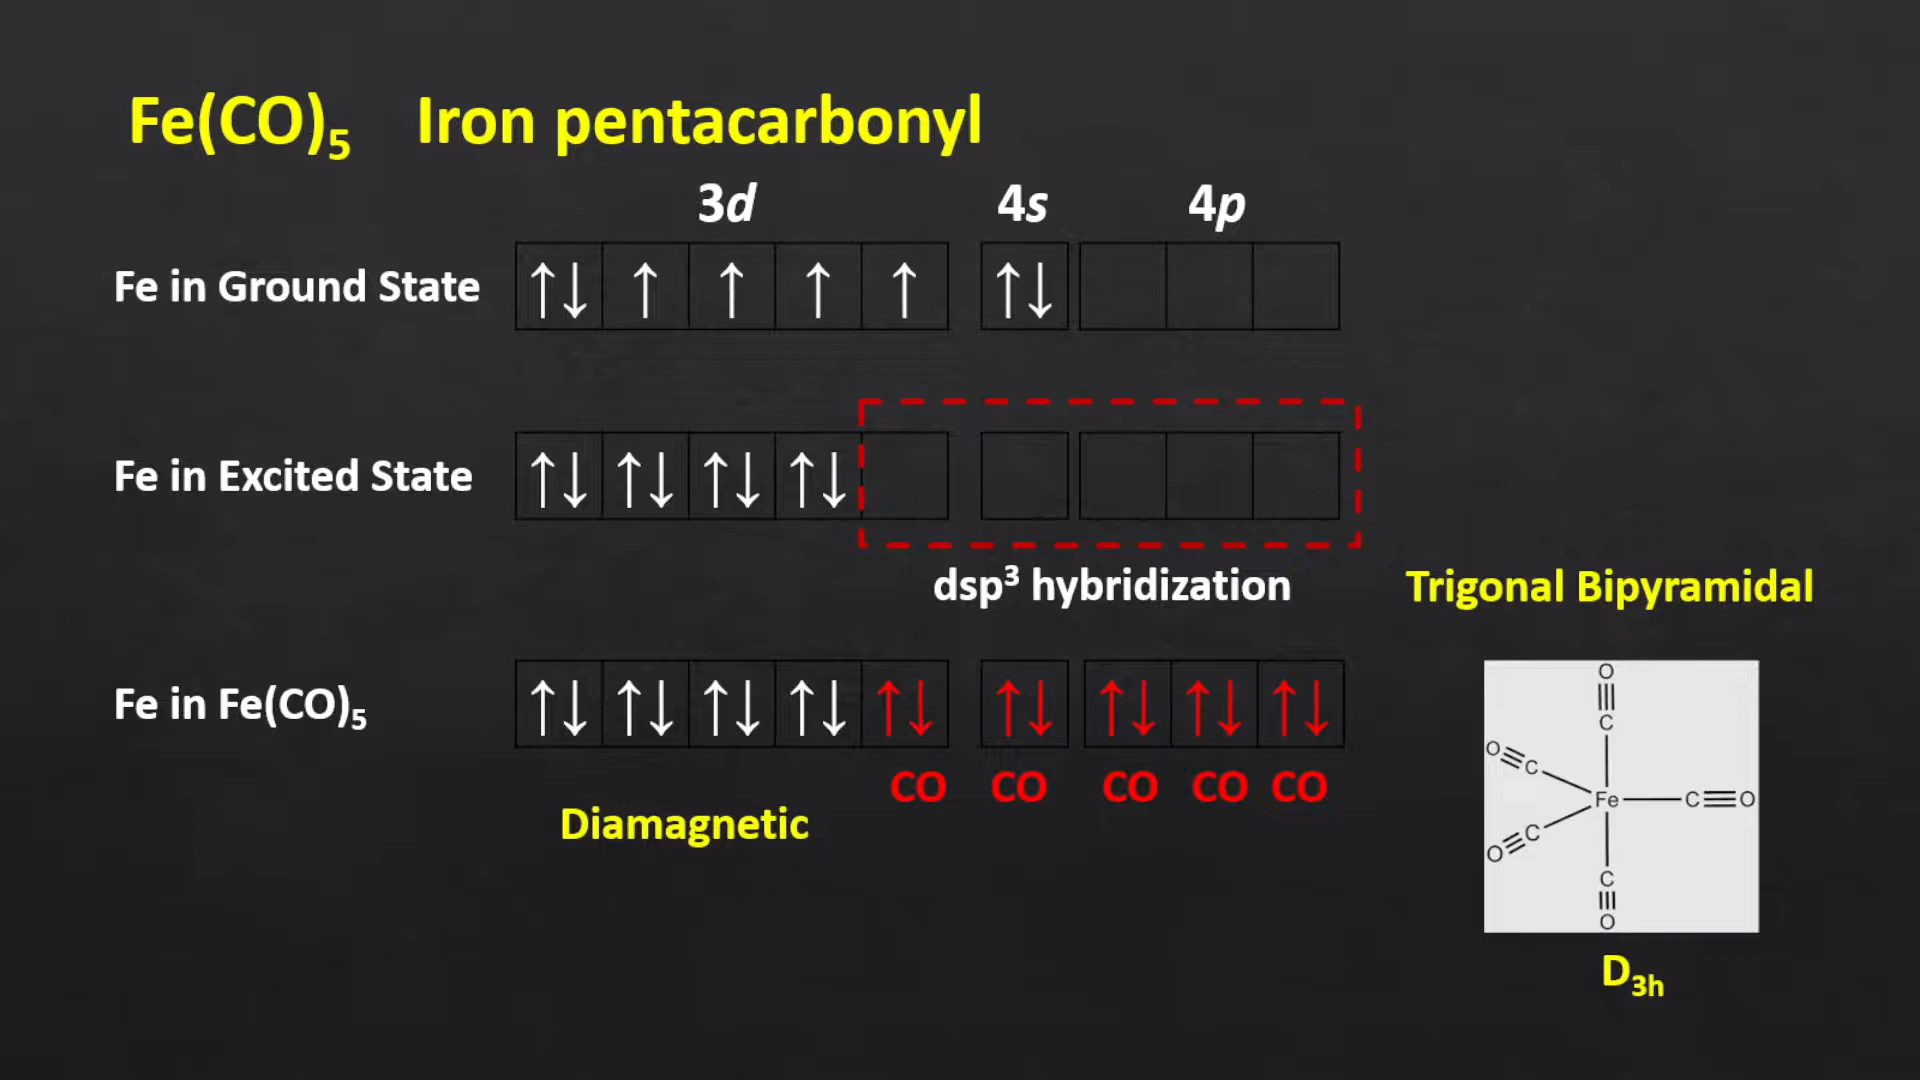 Fe(CO)₅ Iron pentacarbonyl
3d 4s 4p
Fe in Ground State ↑↓ ↑ ↑ ↑ ↑ ↑↓
Fe in Excited State ↑↓ ↑↓ ↑↓ ↑↓
dsp³ hybridization
Trigonal Bipyramidal
Fe in Fe(CO)₅ ↑↓ ↑↓ ↑↓ ↑↓ ↑↓ ↑↓ ↑↓ ↑↓ ↑↓
CO CO CO CO CO
Diamagnetic
O
C
O≡C
Fe—C≡O
O≡C
C
O
D₃h